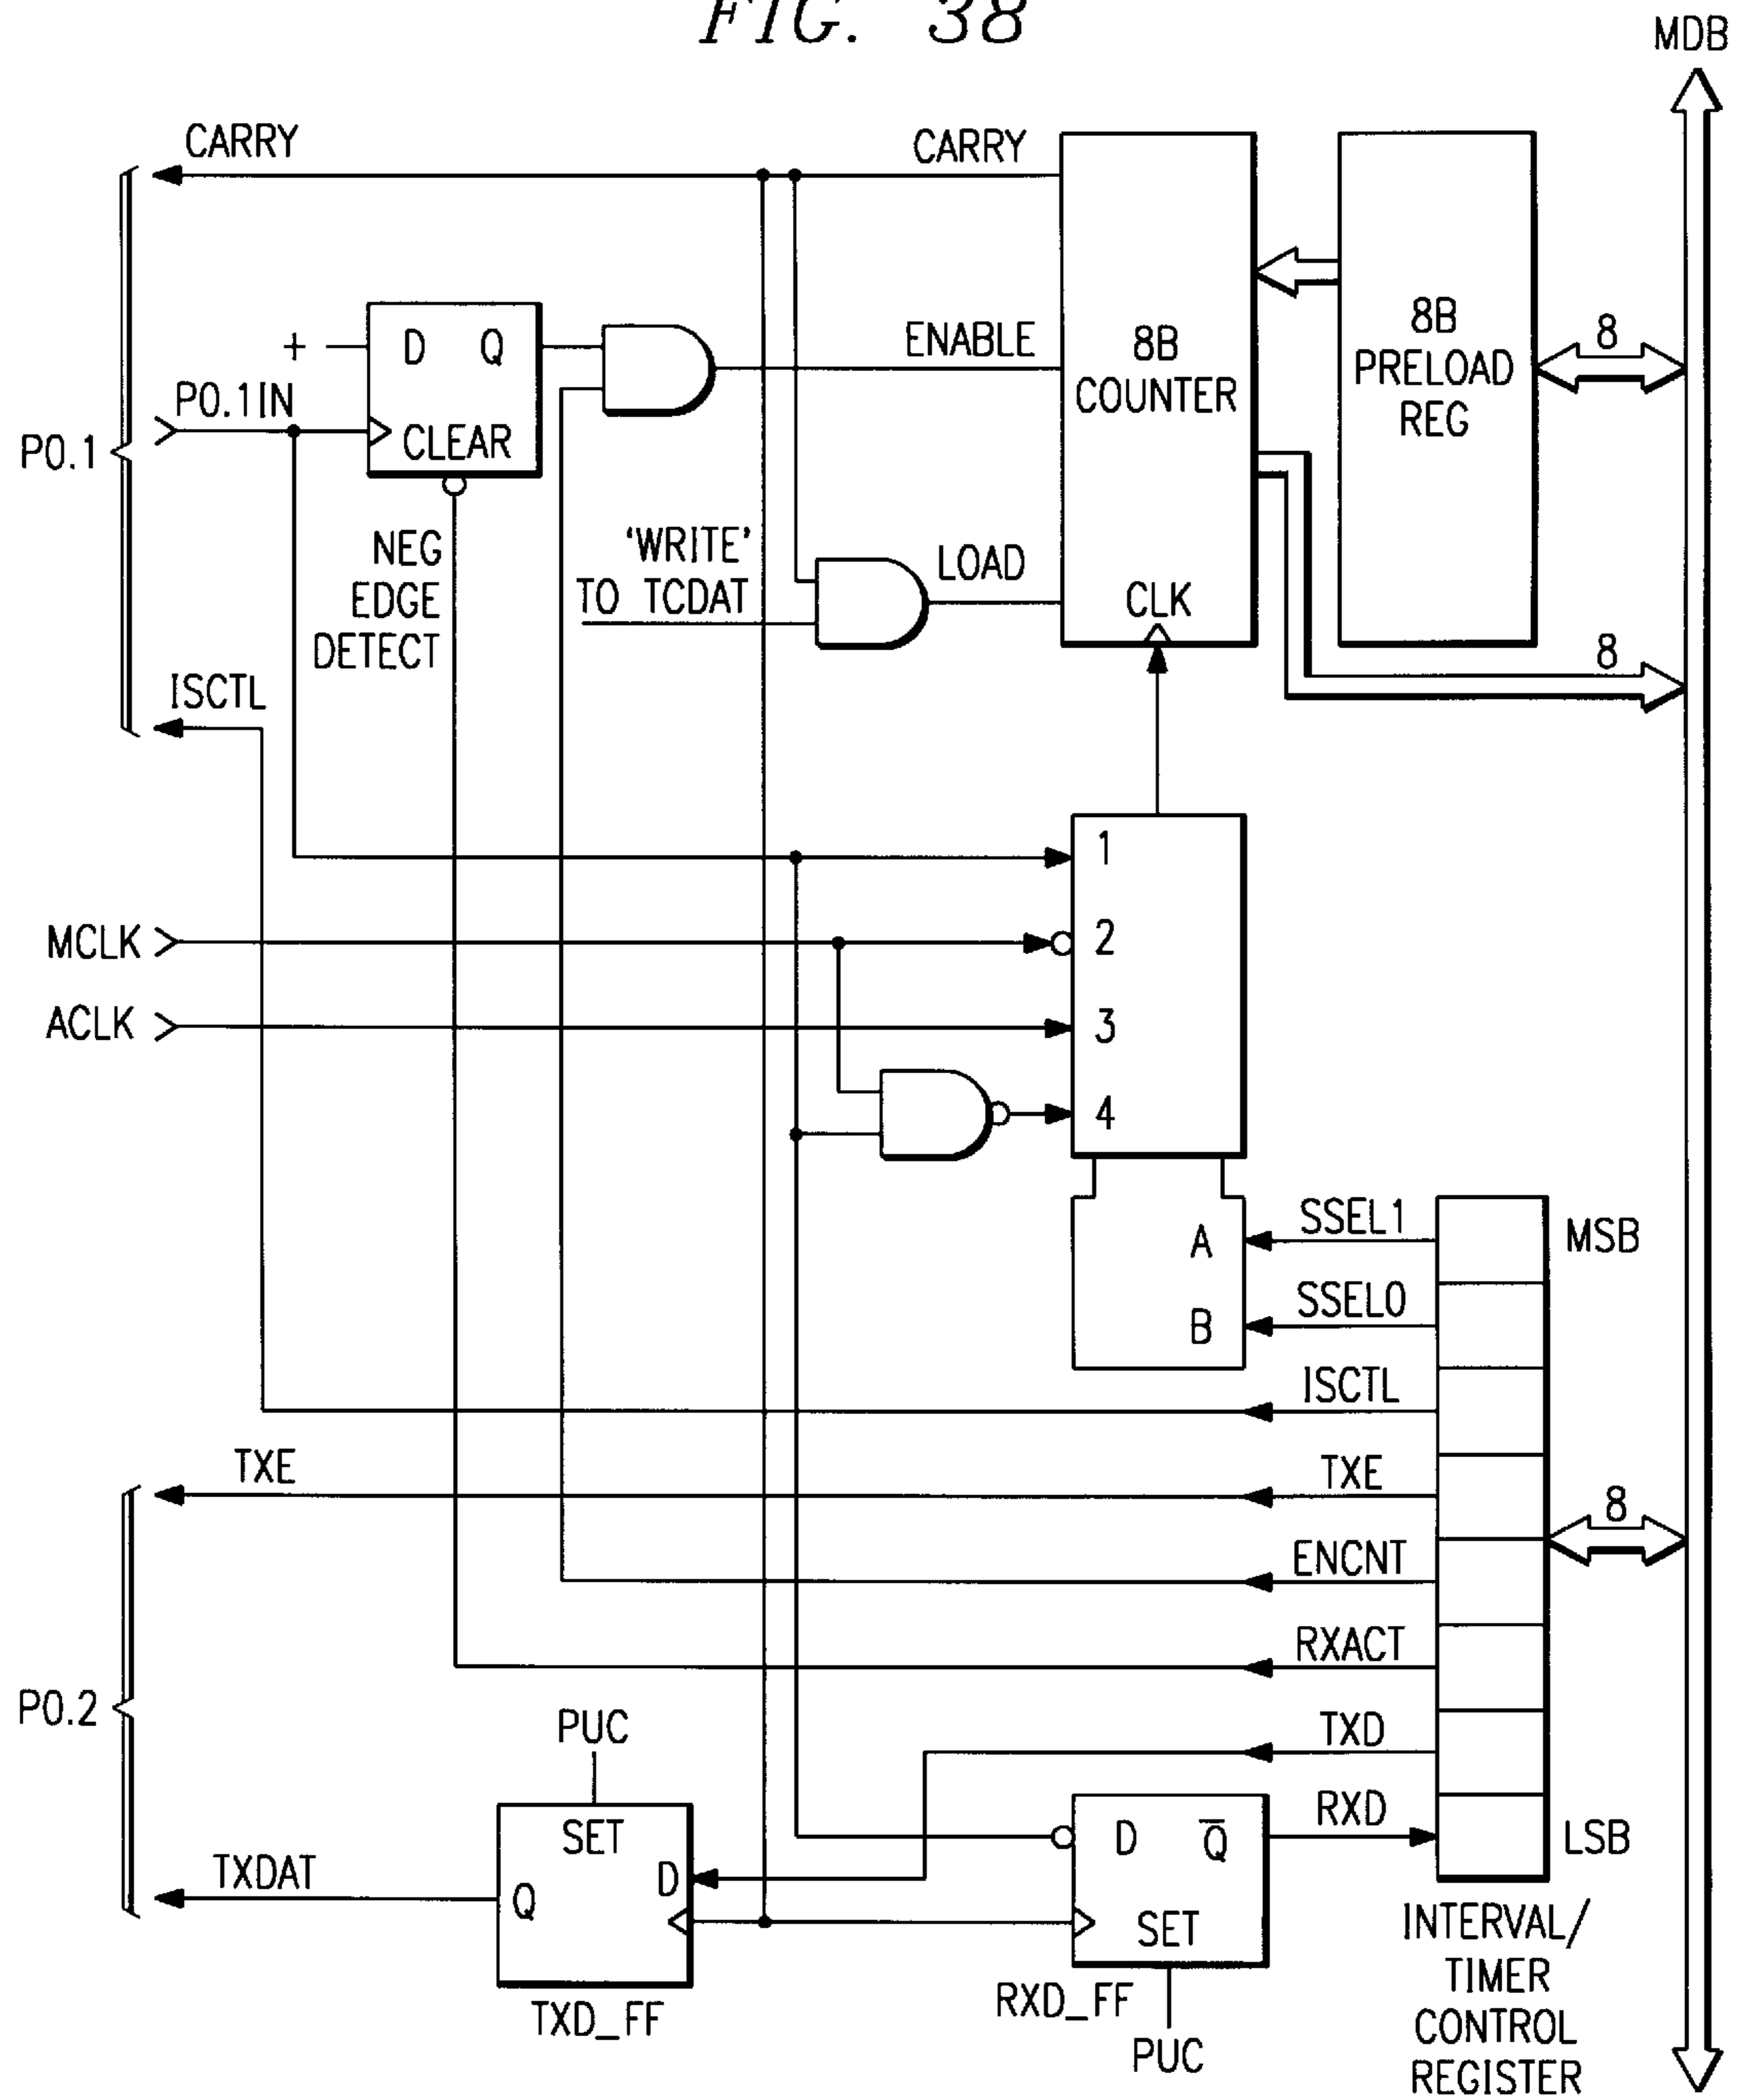 FIG. 38
MDB
CARRY
CARRY
8B
COUNTER
8B
PRELOAD
REG
8
+
D Q
CLEAR
ENABLE
P0.1IN
P0.1
NEG
EDGE
DETECT
'WRITE'
TO TCDAT
LOAD
CLK
8
ISCTL
1
MCLK
2
ACLK
3
4
SSEL1
MSB
A
SSEL0
B
ISCTL
TXE
TXE
8
ENCNT
RXACT
P0.2
PUC
TXD
SET
RXD
D Q
LSB
TXDAT
Q
D
SET
TXD_FF
RXD_FF
PUC
INTERVAL/
TIMER
CONTROL
REGISTER